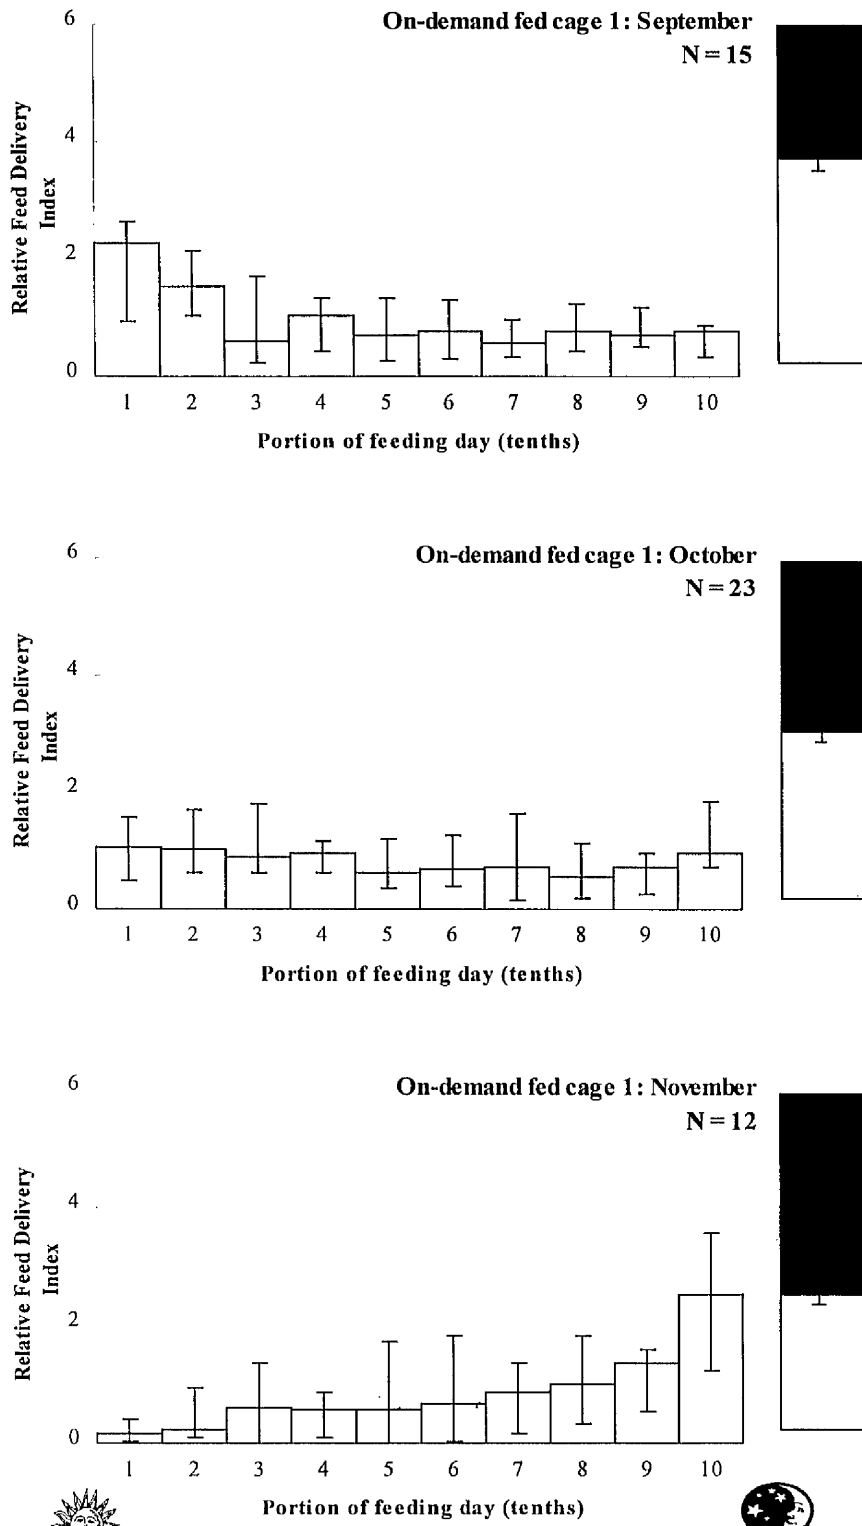 On-demand fed cage 1: September
N = 15
Relative Feed Delivery
Index
6
4
2
0
1 2 3 4 5 6 7 8 9 10
Portion of feeding day (tenths)
On-demand fed cage 1: October
N = 23
Relative Feed Delivery
Index
6
4
2
0
1 2 3 4 5 6 7 8 9 10
Portion of feeding day (tenths)
On-demand fed cage 1: November
N = 12
Relative Feed Delivery
Index
6
4
2
0
1 2 3 4 5 6 7 8 9 10
Portion of feeding day (tenths)